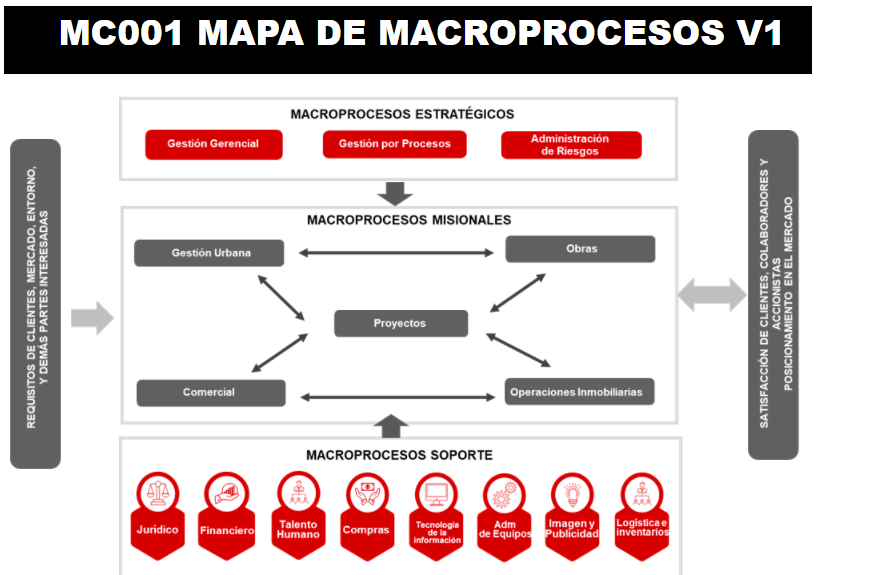 MC001 MAPA DE MACROPROCESOS V1
MACROPROCESOS ESTRATÉGICOS
Gestión Gerencial
Gestión por Procesos
Administración
de Riesgos
REQUISITOS DE CLIENTES, MERCADO, ENTORNO,
Y DEMÁS PARTES INTERESADAS
MACROPROCESOS MISIONALES
Gestión Urbana
Obras
Proyectos
Comercial
Operaciones Inmobiliarias
SATISFACCIÓN DE CLIENTES, COLABORADORES Y
ACCIONISTAS
POSICIONAMIENTO EN EL MERCADO
MACROPROCESOS SOPORTE
Jurídico
Financiero
Talento
Humano
Compras
Tecnología
de la
información
Adm
de Equipos
Imagen y
Publicidad
Logistica e
inventarios